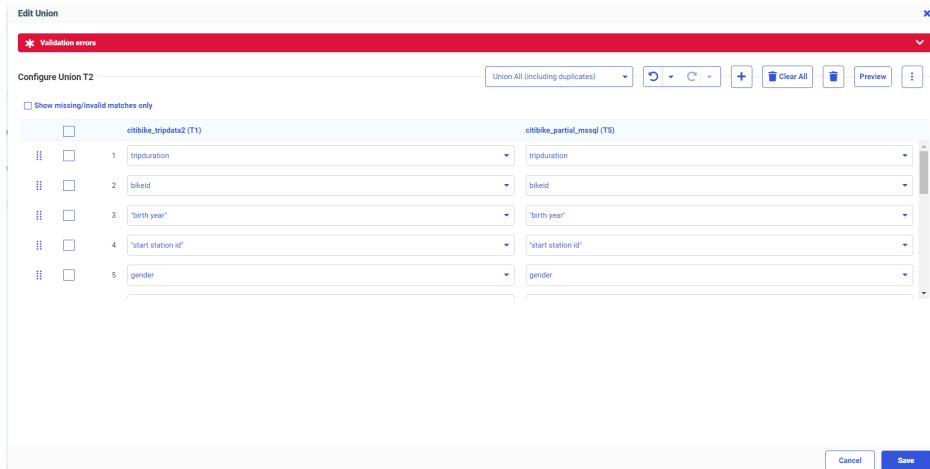 Edit Union
Validation errors
Configure Union T2
Union All (including duplicates)
Clear All
Preview
Show missing/invalid matches only
citibike_tripdata2 (T1) citibike_partial_mssql (T5)
1 tripduration tripduration
2 bikeid bikeid
3 "birth year" "birth year"
4 "start station id" "start station id"
5 gender gender
Cancel Save